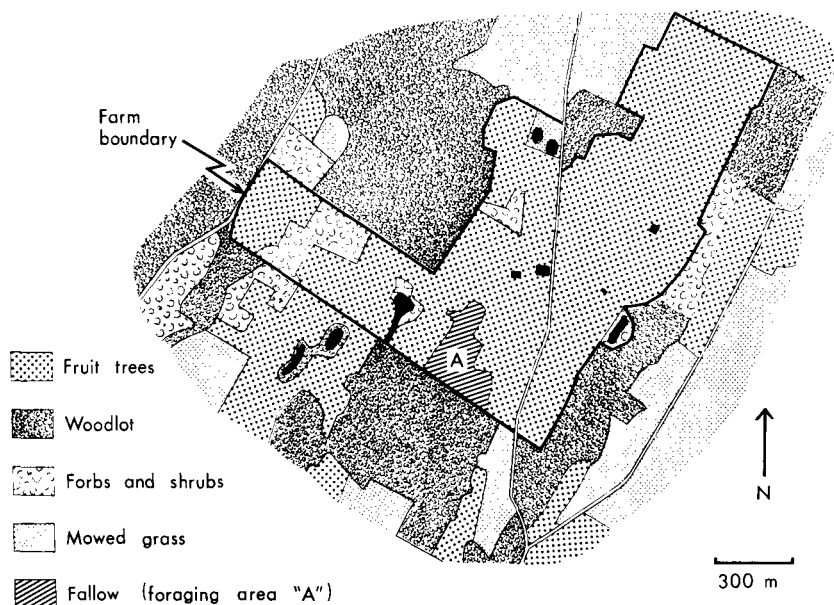 Farm
boundary
A
Fruit trees
Woodlot
Forbs and shrubs
Mowed grass
Fallow (foraging area "A")
N
300 m